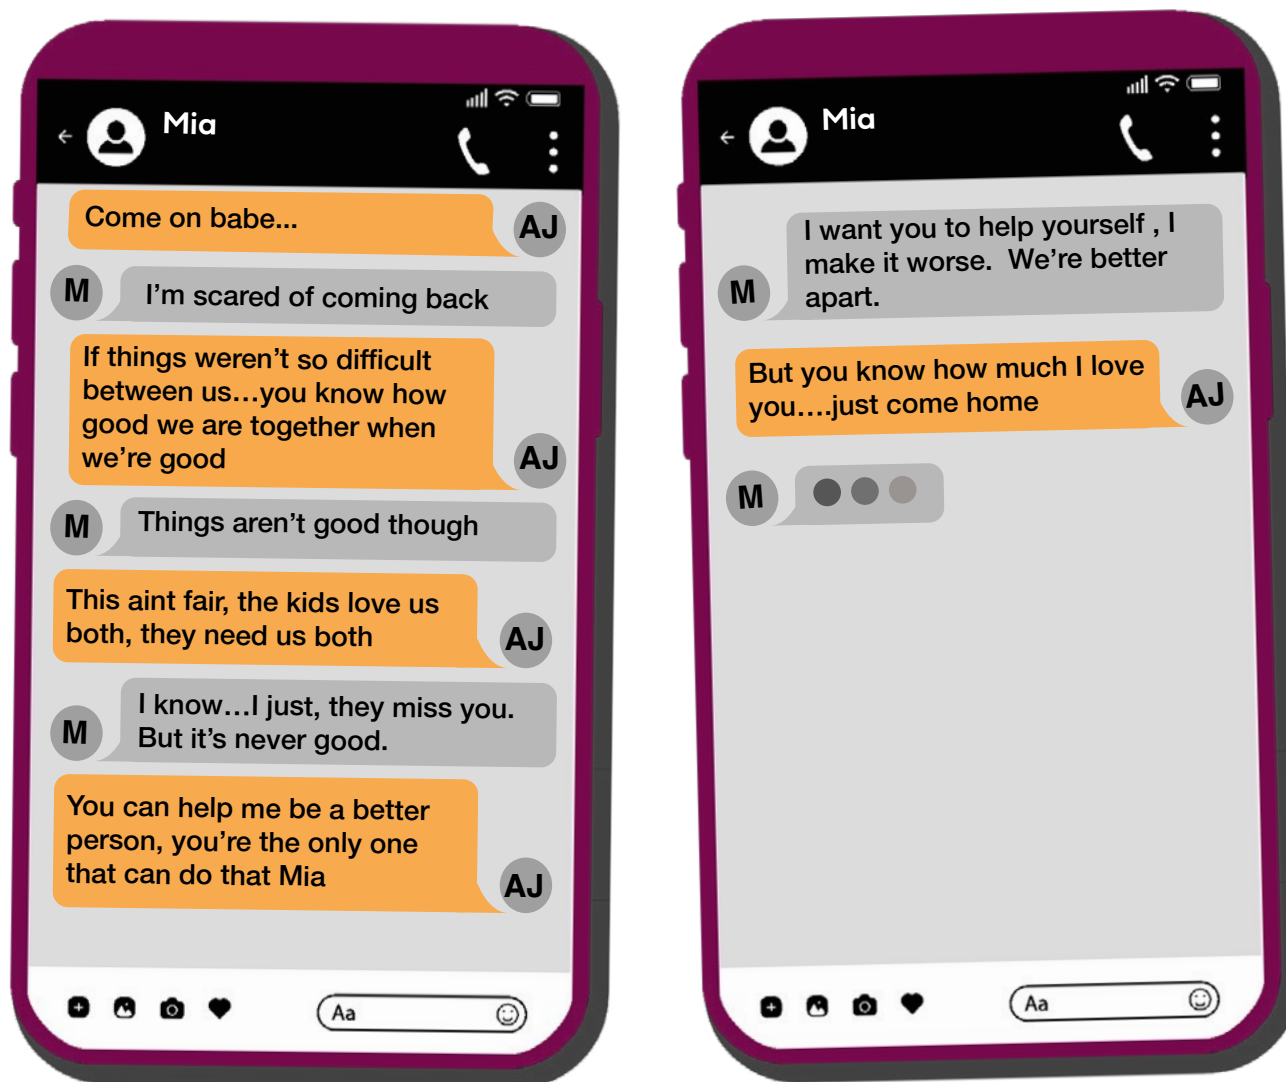 Mia
Come on babe...
AJ
M
I'm scared of coming back
If things weren't so difficult
between us...you know how
good we are together when
we're good
AJ
M
Things aren't good though
This aint fair, the kids love us
both, they need us both
AJ
M
I know...I just, they miss you.
But it's never good.
You can help me be a better
person, you're the only one
that can do that Mia
AJ
Aa
Mia
I want you to help yourself , I
make it worse.  We're better
apart.
M
But you know how much I love
you....just come home
AJ
M
Aa